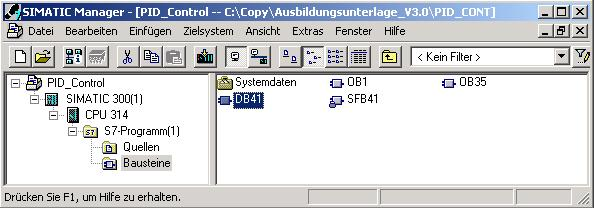 SIMATIC Manager - [PID_Control -- C:\Copy\Ausbildungsunterlage_V3.0\PID_CONT]
Datei Bearbeiten Einfügen Zielsystem Ansicht Extras Fenster Hilfe
< Kein Filter >
PID_Control
SIMATIC 300(1)
CPU 314
S7-Programm(1)
Quellen
Bausteine
Systemdaten OB1 OB35
DB41 SFB41
Drücken Sie F1, um Hilfe zu erhalten.